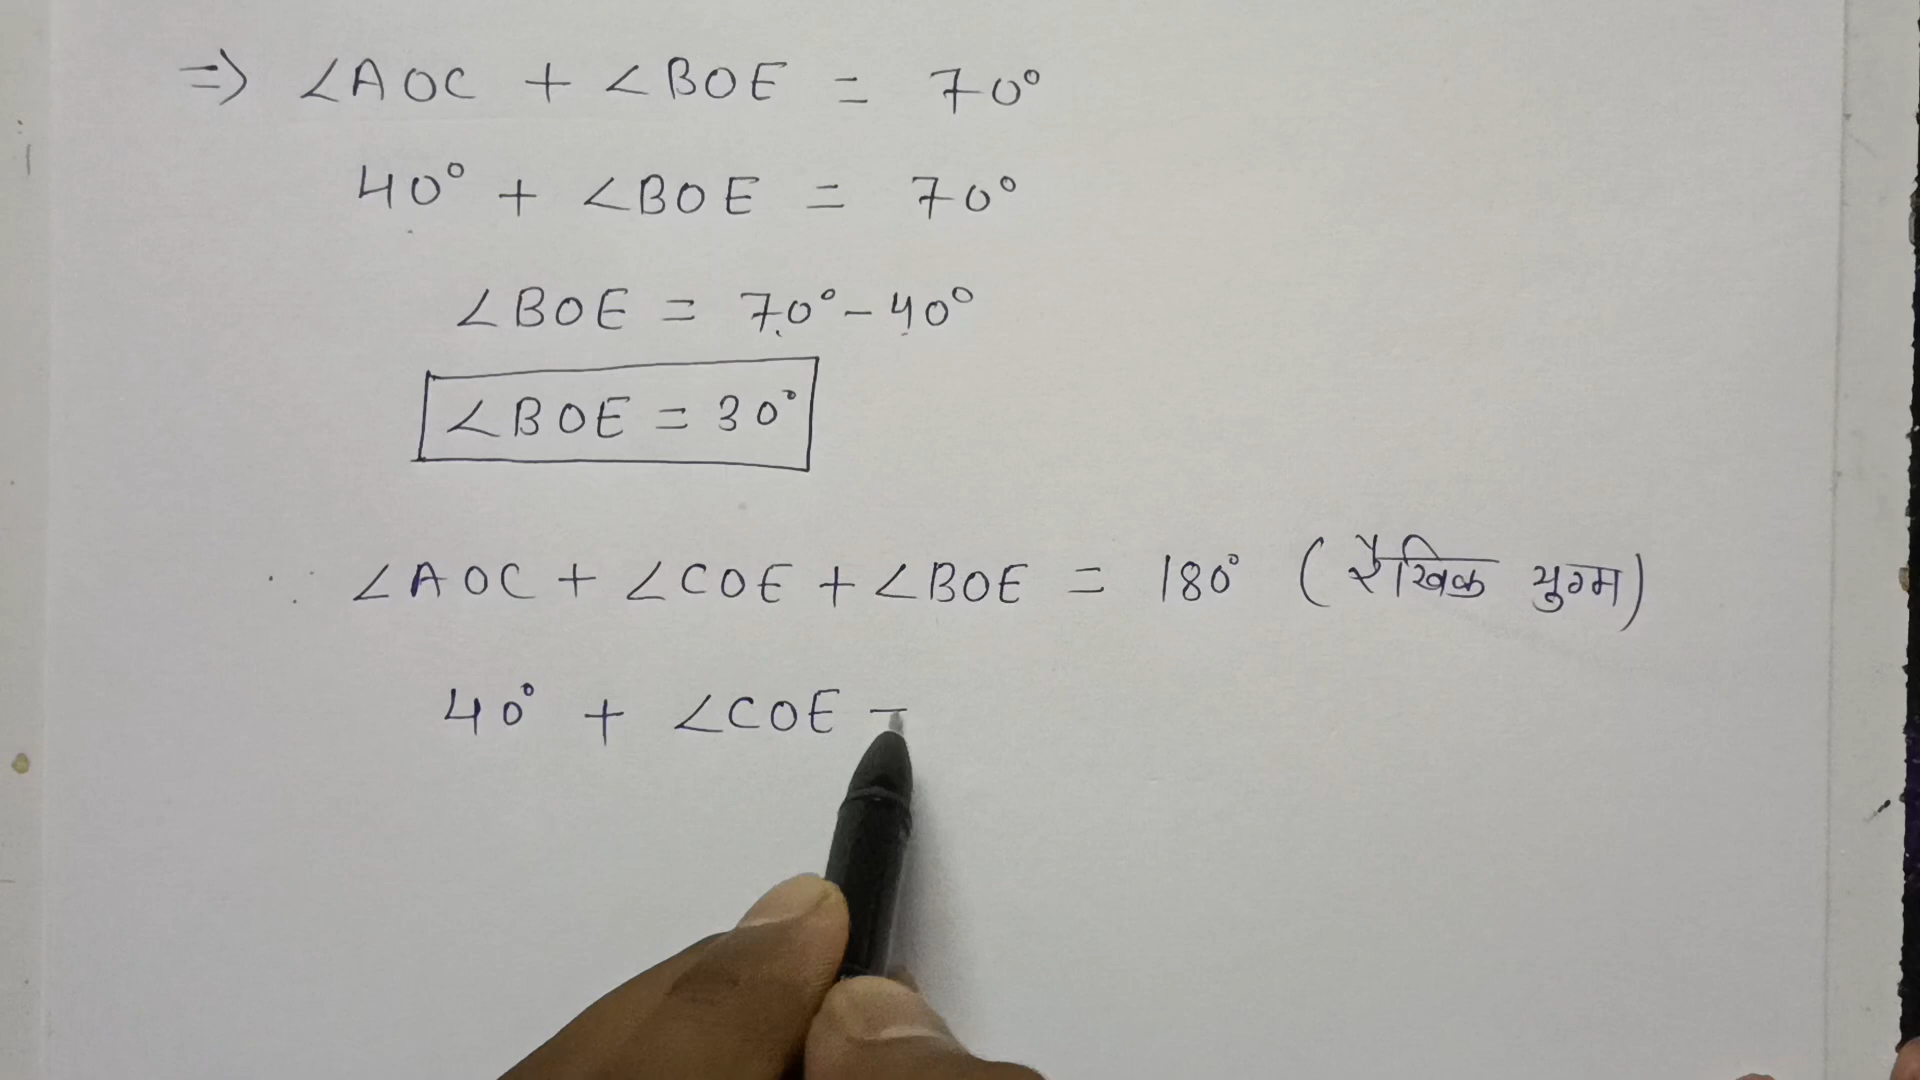 => ∠AOC + ∠BOE = 70°
40° + ∠BOE = 70°
∠BOE = 70° - 40°
∠BOE = 30°
∴ ∠AOC + ∠COE + ∠BOE = 180° (रैखिक युग्म)
40° + ∠COE -